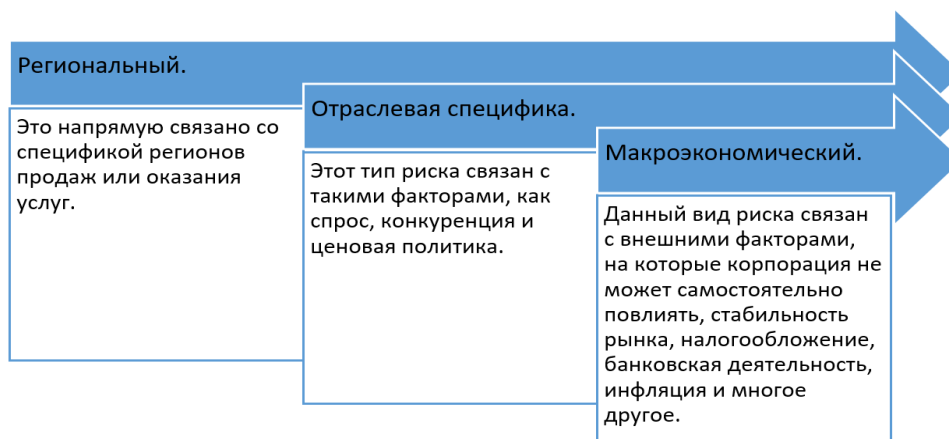 Региональный.
Это напрямую связано со
спецификой регионов
продаж или оказания
услуг.
Отраслевая специфика.
Этот тип риска связан с
такими факторами, как
спрос, конкуренция и
ценовая политика.
Макроэкономический.
Данный вид риска связан
с внешними факторами,
на которые корпорация не
может самостоятельно
повлиять, стабильность
рынка, налогообложение,
банковская деятельность,
инфляция и многое
другое.